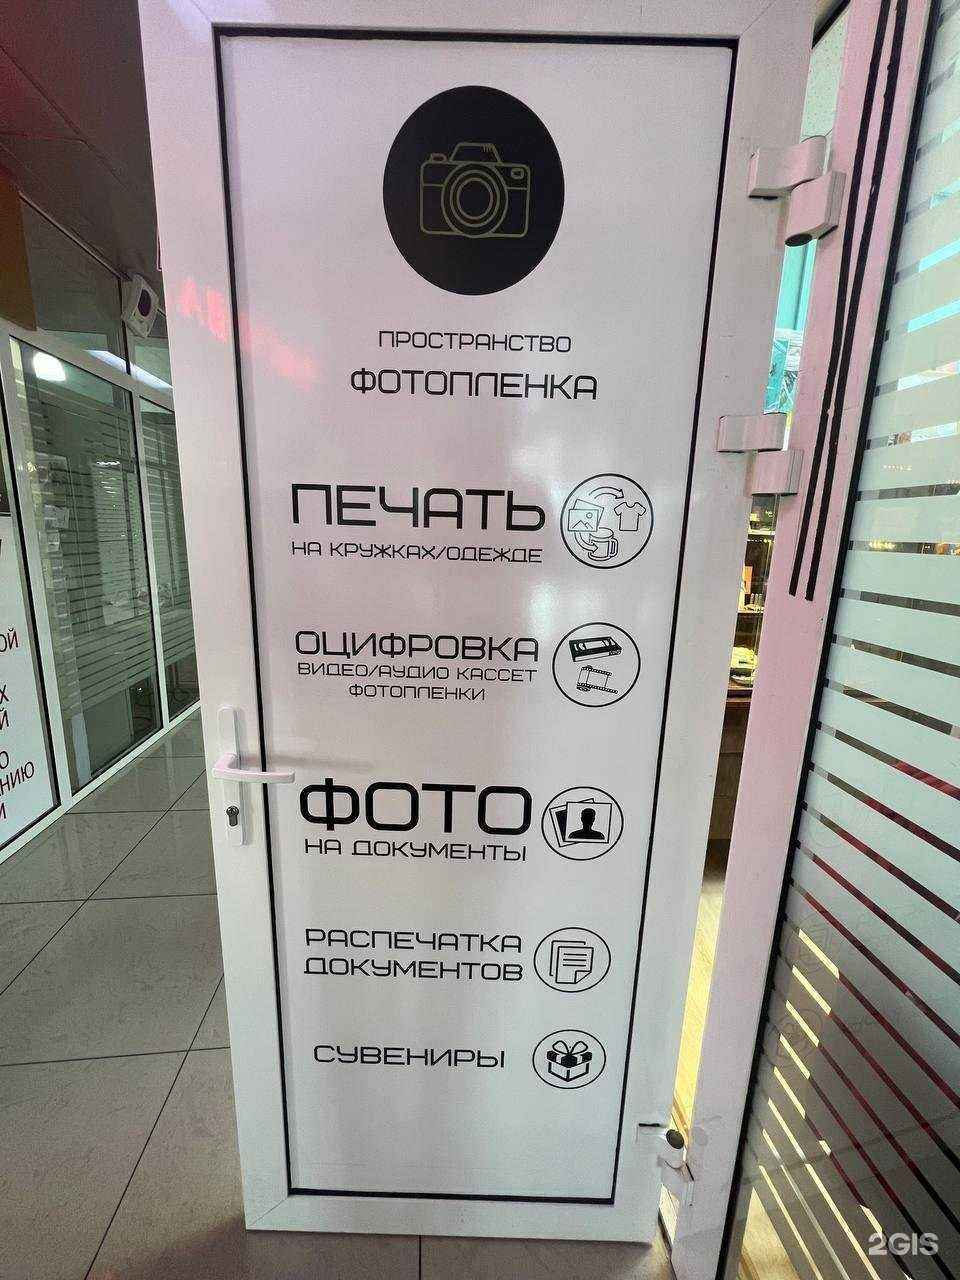 ПРОСТРАНСТВО
ФОТОПЛЕНКА
ПЕЧАТЬ
НА КРУЖКАХ/ОДЕЖДЕ
ОЦИФРОВКА
ВИДЕО/АУДИО КАССЕТ
ФОТОПЛЕНКИ
ФОТО
НА ДОКУМЕНТЫ
РАСПЕЧАТКА
ДОКУМЕНТОВ
СУВЕНИРЫ
2GIS